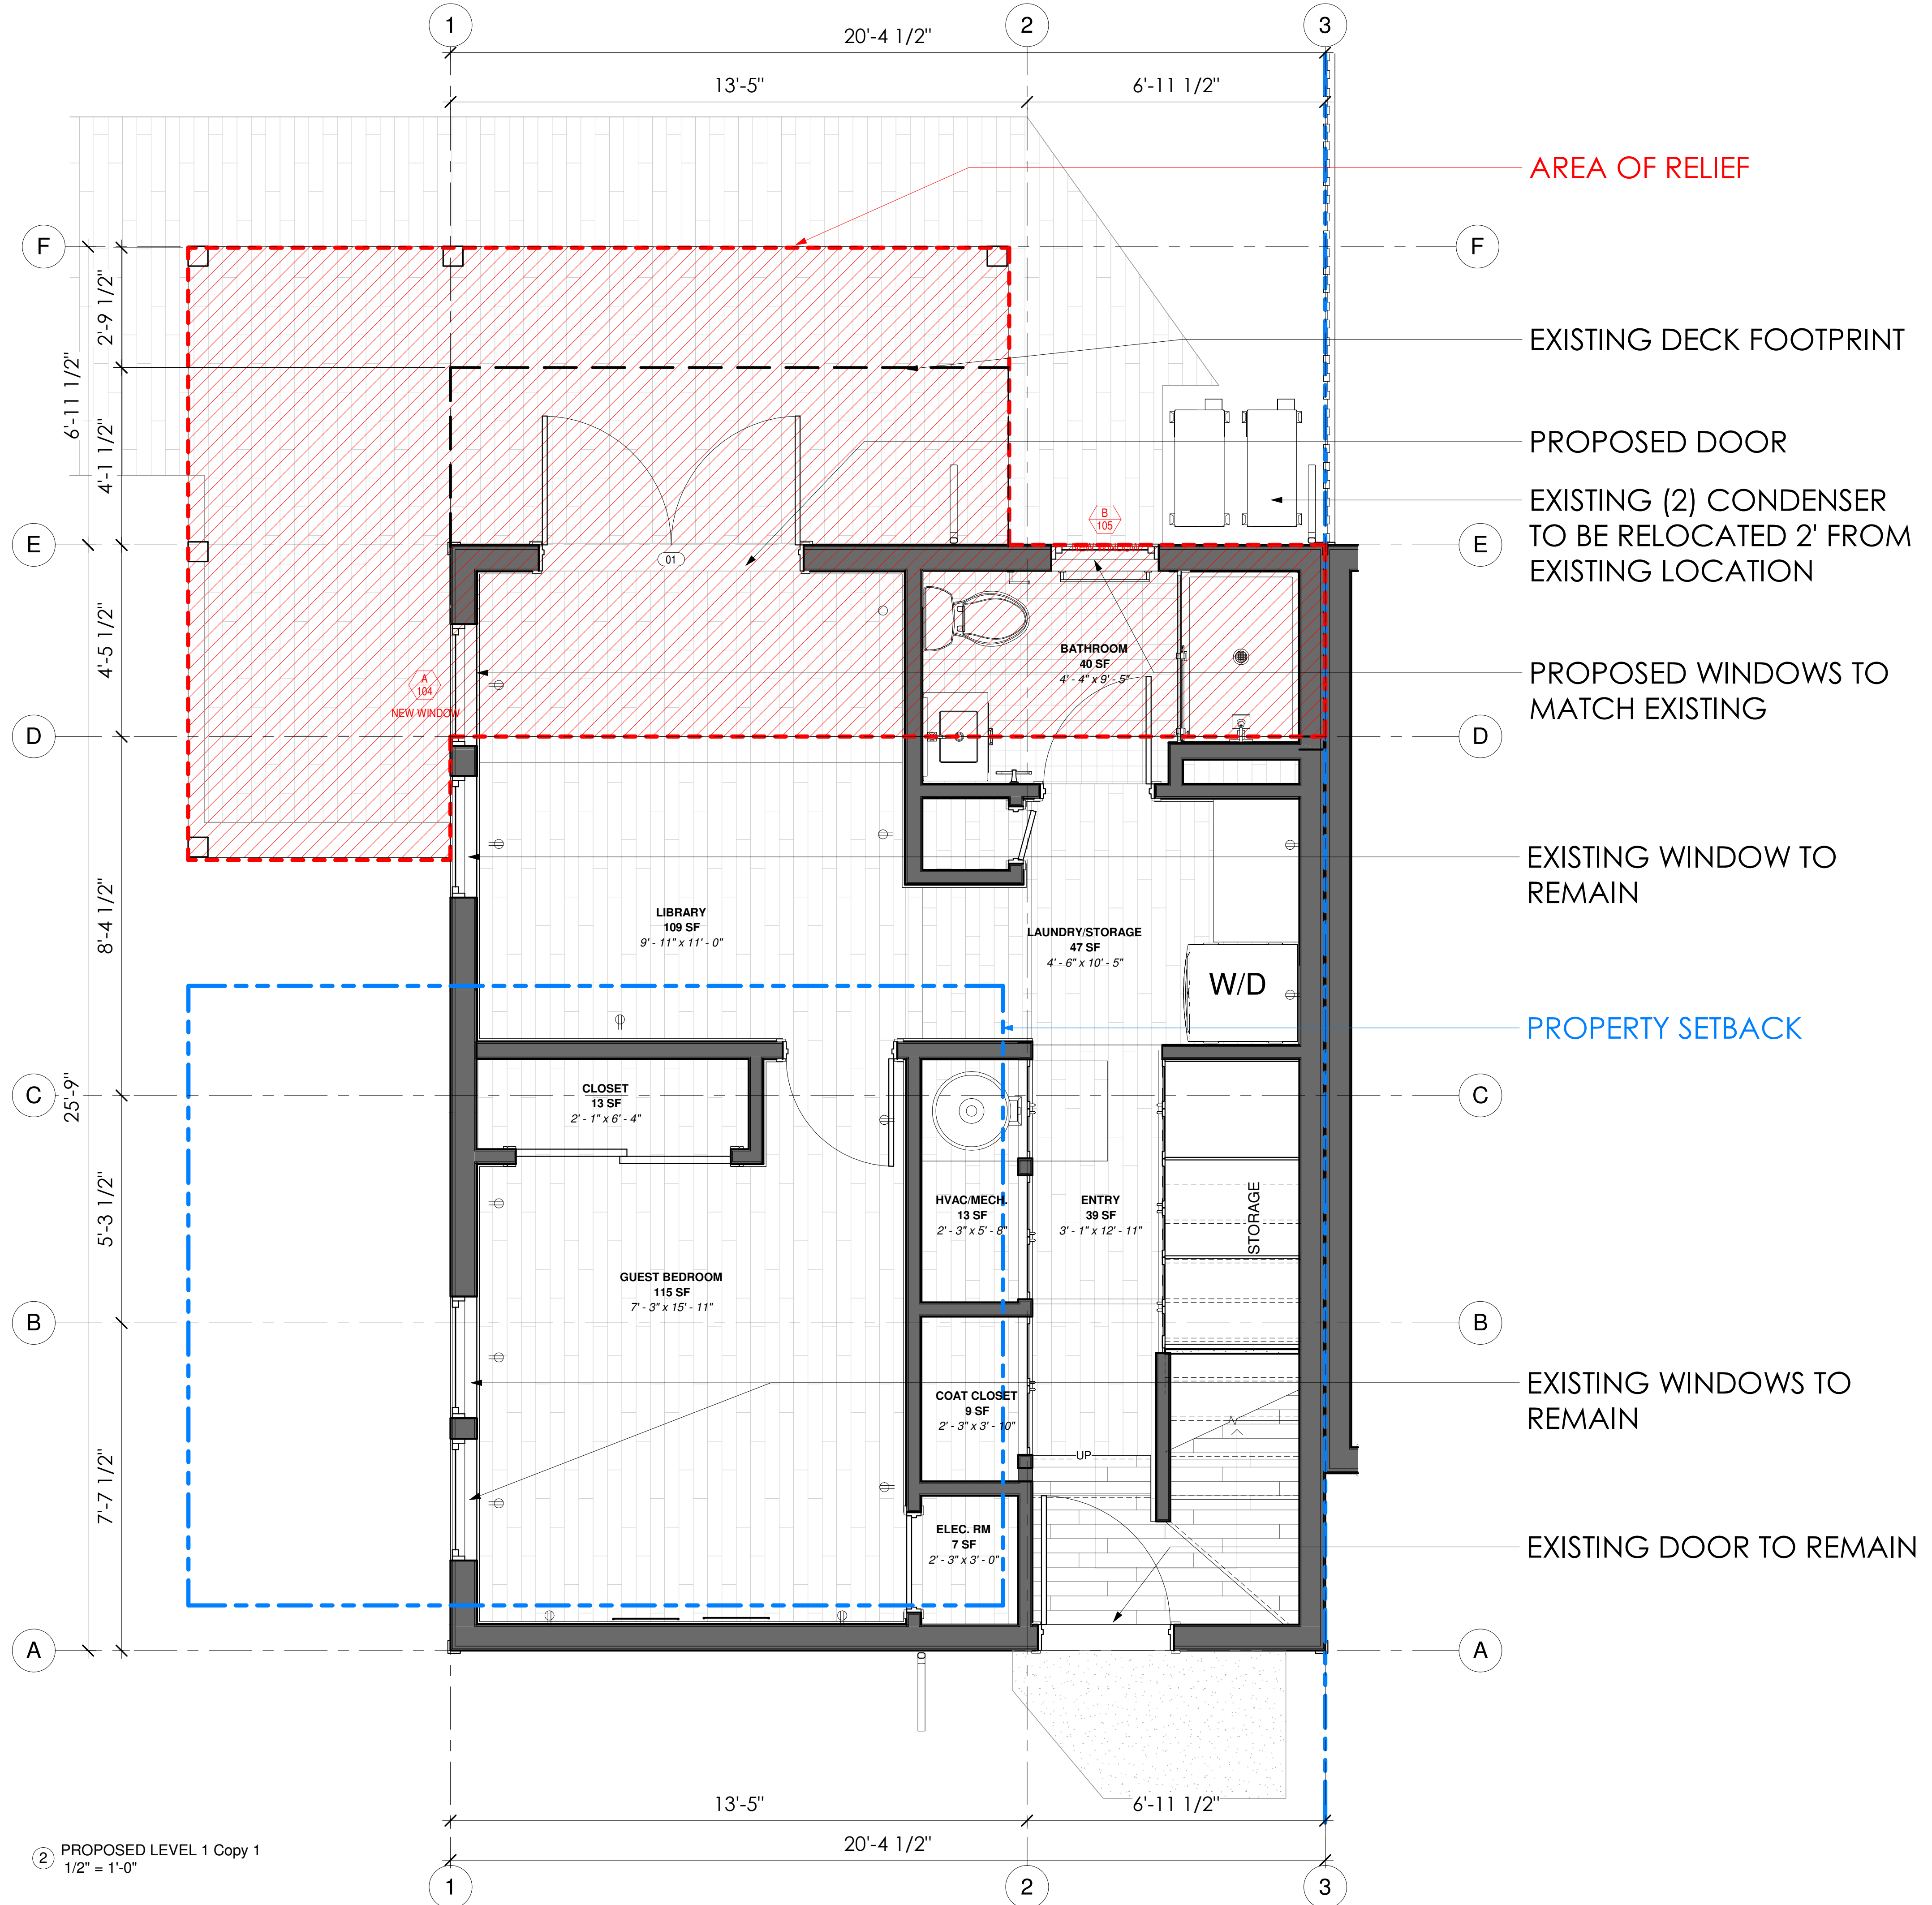 1
2
3
20'-4 1/2"
13'-5"
6'-11 1/2"
AREA OF RELIEF
F
F
2'-9 1/2"
EXISTING DECK FOOTPRINT
6'-11 1/2"
4'-1 1/2"
PROPOSED DOOR
EXISTING (2) CONDENSER
TO BE RELOCATED 2' FROM
EXISTING LOCATION
B
105
E
NEW WINDOW
E
01
4'-5 1/2"
BATHROOM
40 SF
4' - 4" x 9' - 5"
A
104
NEW WINDOW
PROPOSED WINDOWS TO
MATCH EXISTING
D
D
EXISTING WINDOW TO
REMAIN
8'-4 1/2"
LIBRARY
109 SF
9' - 11" x 11' - 0"
LAUNDRY/STORAGE
47 SF
4' - 6" x 10' - 5"
W/D
PROPERTY SETBACK
C
25'-9"
CLOSET
13 SF
2' - 1" x 6' - 4"
C
5'-3 1/2"
HVAC/MECH.
13 SF
2' - 3" x 5' - 8"
ENTRY
39 SF
3' - 1" x 12' - 11"
STORAGE
GUEST BEDROOM
115 SF
7' - 3" x 15' - 11"
B
B
COAT CLOSET
9 SF
2' - 3" x 3' - 10"
EXISTING WINDOWS TO
REMAIN
7'-7 1/2"
UP
ELEC. RM
7 SF
2' - 3" x 3' - 0"
EXISTING DOOR TO REMAIN
A
A
13'-5"
6'-11 1/2"
20'-4 1/2"
2
PROPOSED LEVEL 1 Copy 1
1/2" = 1'-0"
1
2
3